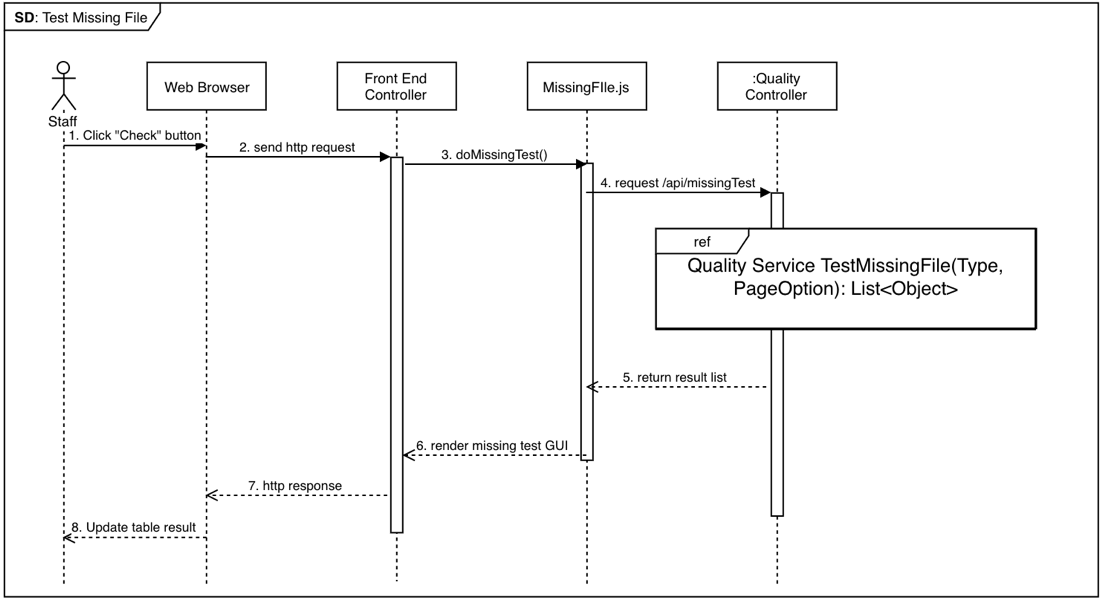 SD: Test Missing File
Staff
Web Browser
Front End
Controller
MissingFIle.js
:Quality
Controller
1. Click "Check" button
2. send http request
3. doMissingTest()
4. request /api/missingTest
ref
Quality Service TestMissingFile(Type,
PageOption): List<Object>
5. return result list
6. render missing test GUI
7. http response
8. Update table result